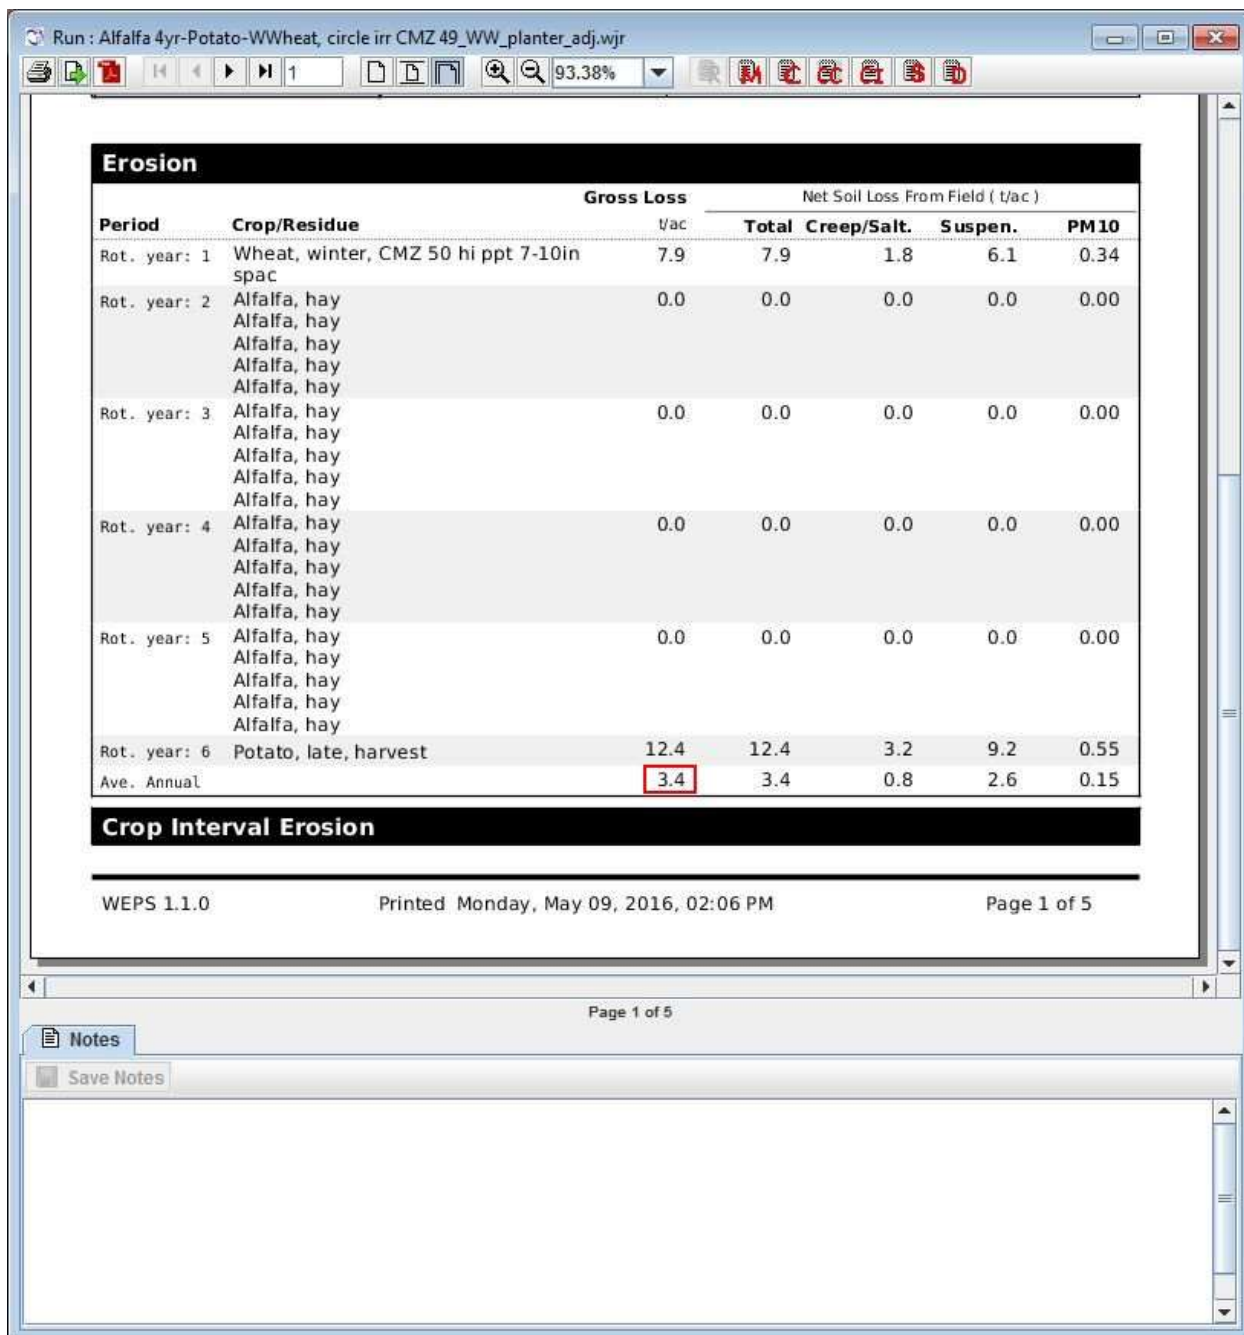 Run : Alfalfa 4yr-Potato-WWheat, circle irr CMZ 49_WW_planter_adj.wjr
1 93.38%
Erosion
Gross Loss Net Soil Loss From Field ( t/ac )
Period Crop/Residue t/ac Total Creep/Salt. Suspen. PM10
Rot. year: 1 Wheat, winter, CMZ 50 hi ppt 7-10in 7.9 7.9 1.8 6.1 0.34
spac
Rot. year: 2 Alfalfa, hay 0.0 0.0 0.0 0.0 0.00
Alfalfa, hay
Alfalfa, hay
Alfalfa, hay
Alfalfa, hay
Rot. year: 3 Alfalfa, hay 0.0 0.0 0.0 0.0 0.00
Alfalfa, hay
Alfalfa, hay
Alfalfa, hay
Alfalfa, hay
Rot. year: 4 Alfalfa, hay 0.0 0.0 0.0 0.0 0.00
Alfalfa, hay
Alfalfa, hay
Alfalfa, hay
Alfalfa, hay
Rot. year: 5 Alfalfa, hay 0.0 0.0 0.0 0.0 0.00
Alfalfa, hay
Alfalfa, hay
Alfalfa, hay
Alfalfa, hay
Rot. year: 6 Potato, late, harvest 12.4 12.4 3.2 9.2 0.55
Ave. Annual 3.4 3.4 0.8 2.6 0.15
Crop Interval Erosion
WEPS 1.1.0 Printed Monday, May 09, 2016, 02:06 PM Page 1 of 5
Page 1 of 5
Notes
Save Notes